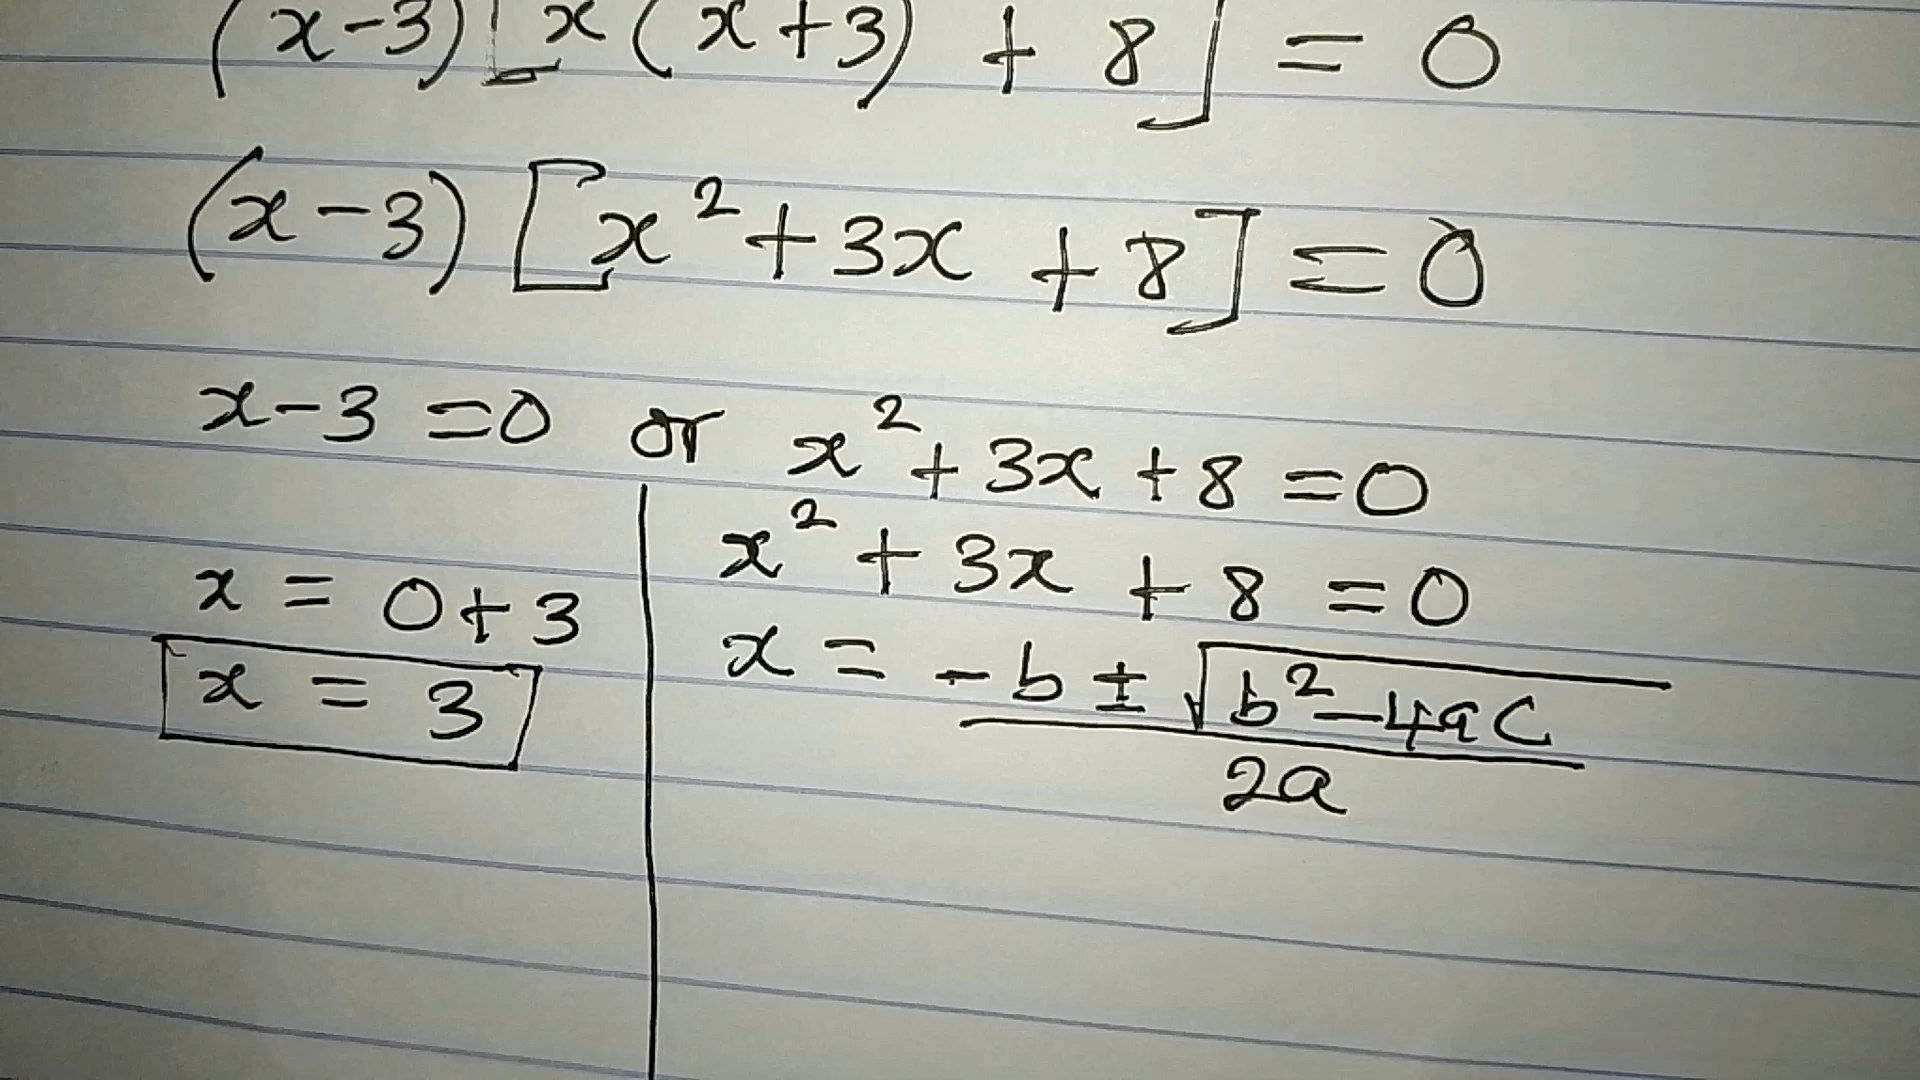 (x-3)[x(x+3) + 8] = 0
(x-3)[x² + 3x + 8] = 0
x-3 = 0 or x² + 3x + 8 = 0
x² + 3x + 8 = 0
x = 0+3
x = -b ± √(b²-4ac) / 2a
x = 3